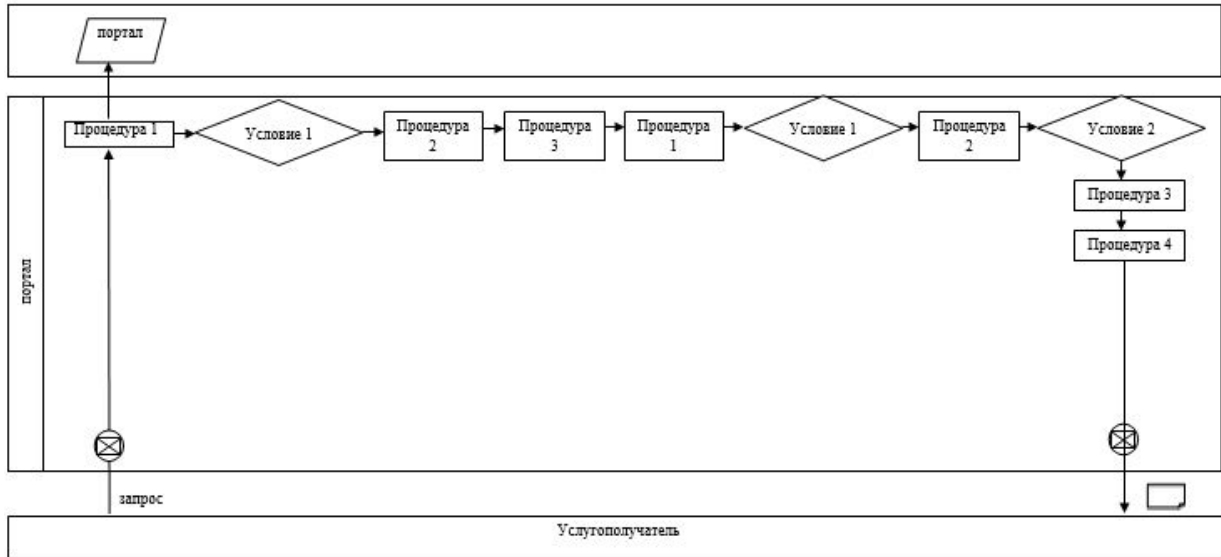 портал
Процедура 1
Условие 1
Процедура
2
Процедура
3
Процедура
1
Условие 1
Процедура
2
Условие 2
Процедура 3
Процедура 4
портал
запрос
Услугополучатель